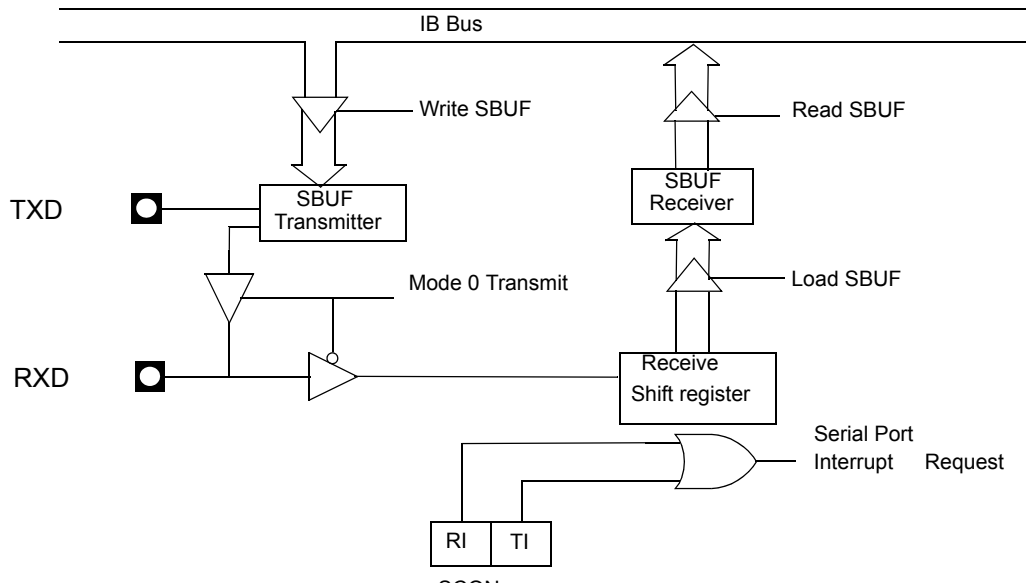 IB Bus
Write SBUF
Read SBUF
TXD
SBUF
Transmitter
SBUF
Receiver
Mode 0 Transmit
Load SBUF
RXD
Receive
Shift register
Serial Port
Interrupt Request
RI TI